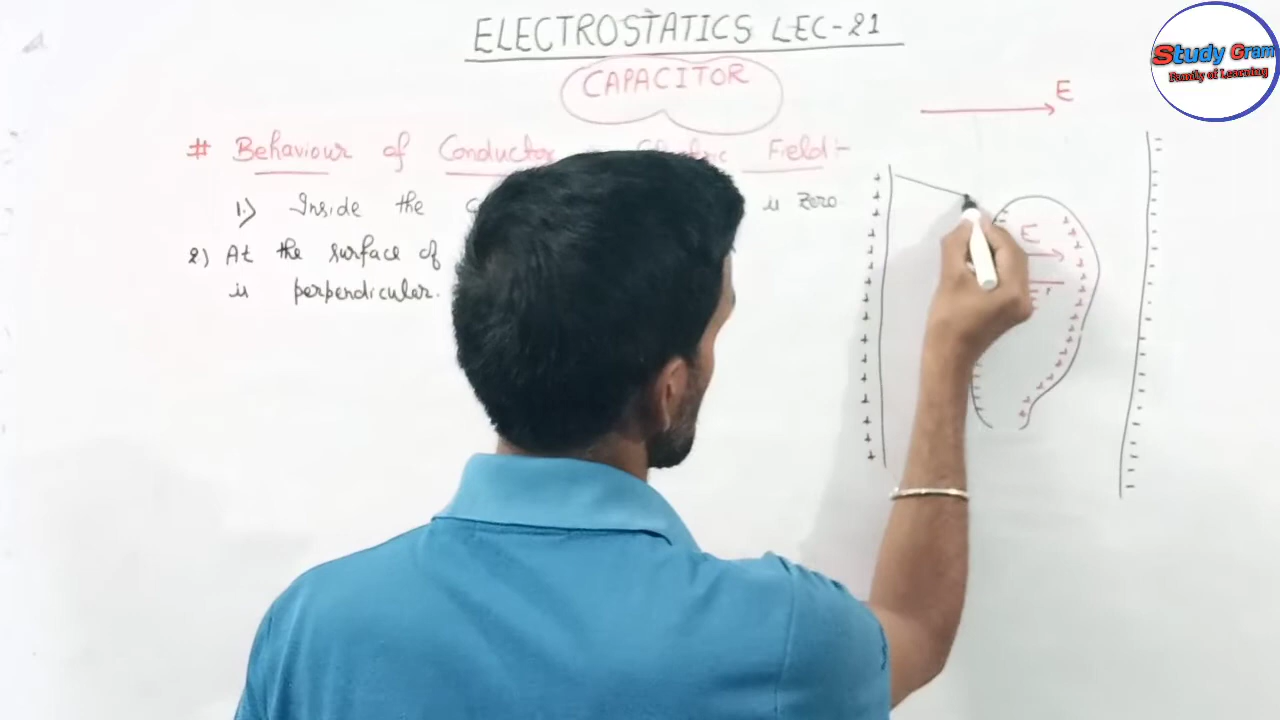 ELECTROSTATICS LEC-21
Study Gram
Family of Learning
CAPACITOR
E
# Behaviour of Conductor Electric Field:-
1.) Inside the is zero.
2) At the surface of
is perpendicular.
E
E'